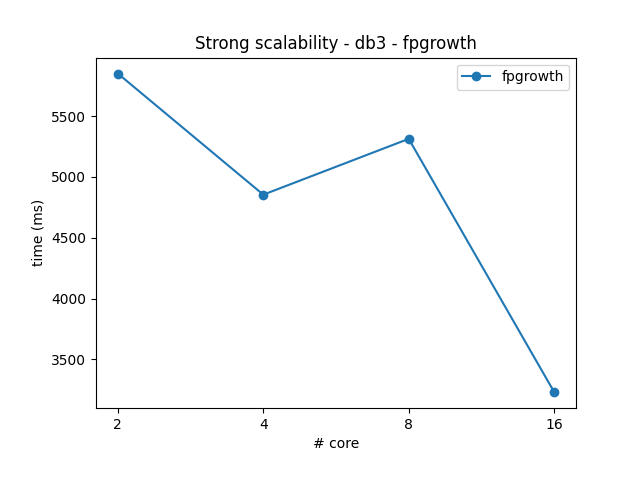 Strong scalability - db3 - fpgrowth
fpgrowth
time (ms)
5500
5000
4500
4000
3500
2 4 8 16
# core